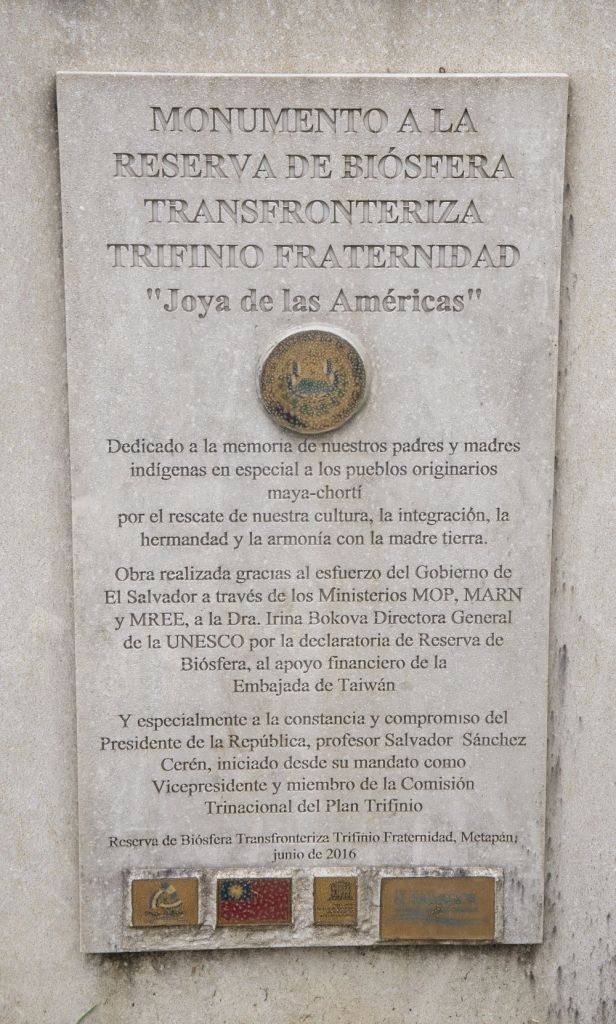 MONUMENTO A LA
RESERVA DE BIÓSFERA
TRANSFRONTERIZA
TRIFINIO FRATERNIDAD
"Joya de las Américas"
Dedicado a la memoria de nuestros padres y madres
indígenas en especial a los pueblos originarios
maya-chortí
por el rescate de nuestra cultura, la integración, la
hermandad y la armonía con la madre tierra.
Obra realizada gracias al esfuerzo del Gobierno de
El Salvador a través de los Ministerios MOP, MARN
y MREE, a la Dra. Irina Bokova Directora General
de la UNESCO por la declaratoria de Reserva de
Biósfera, al apoyo financiero de la
Embajada de Taiwán
Y especialmente a la constancia y compromiso del
Presidente de la República, profesor Salvador Sánchez
Cerén, iniciado desde su mandato como
Vicepresidente y miembro de la Comisión
Trinacional del Plan Trifinio
Reserva de Biósfera Transfronteriza Trifinio Fraternidad, Metapán,
junio de 2016